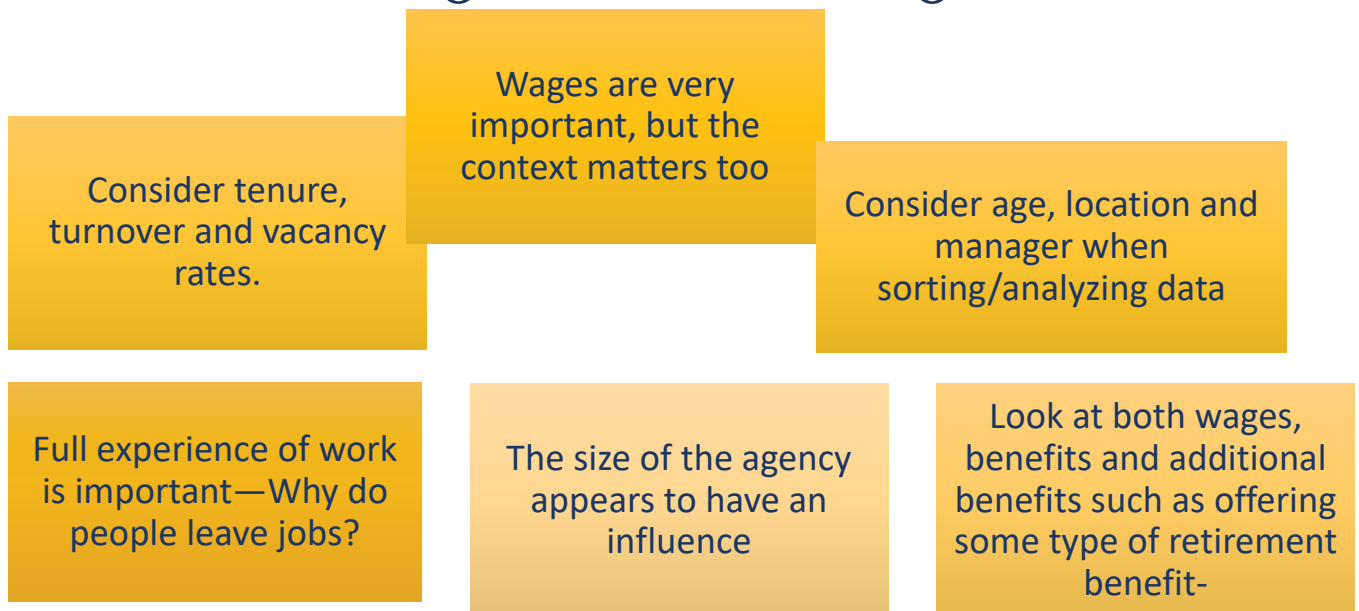 Wages are very
important, but the
context matters too
Consider tenure,
turnover and vacancy
rates.
Consider age, location and
manager when
sorting/analyzing data
Full experience of work
is important—Why do
people leave jobs?
The size of the agency
appears to have an
influence
Look at both wages,
benefits and additional
benefits such as offering
some type of retirement
benefit-